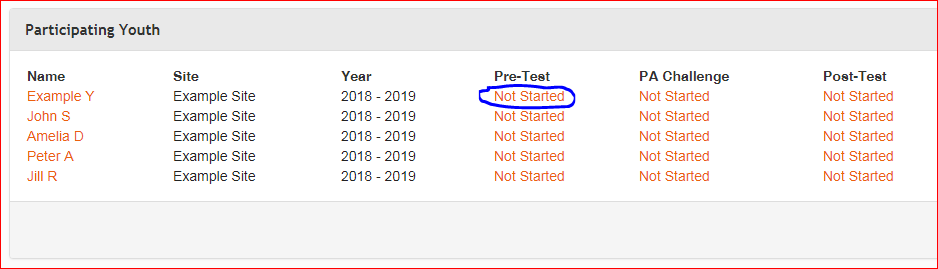 Participating Youth
Name Site Year Pre-Test PA Challenge Post-Test
Example Y Example Site 2018 - 2019 Not Started Not Started Not Started
John S Example Site 2018 - 2019 Not Started Not Started Not Started
Amelia D Example Site 2018 - 2019 Not Started Not Started Not Started
Peter A Example Site 2018 - 2019 Not Started Not Started Not Started
Jill R Example Site 2018 - 2019 Not Started Not Started Not Started